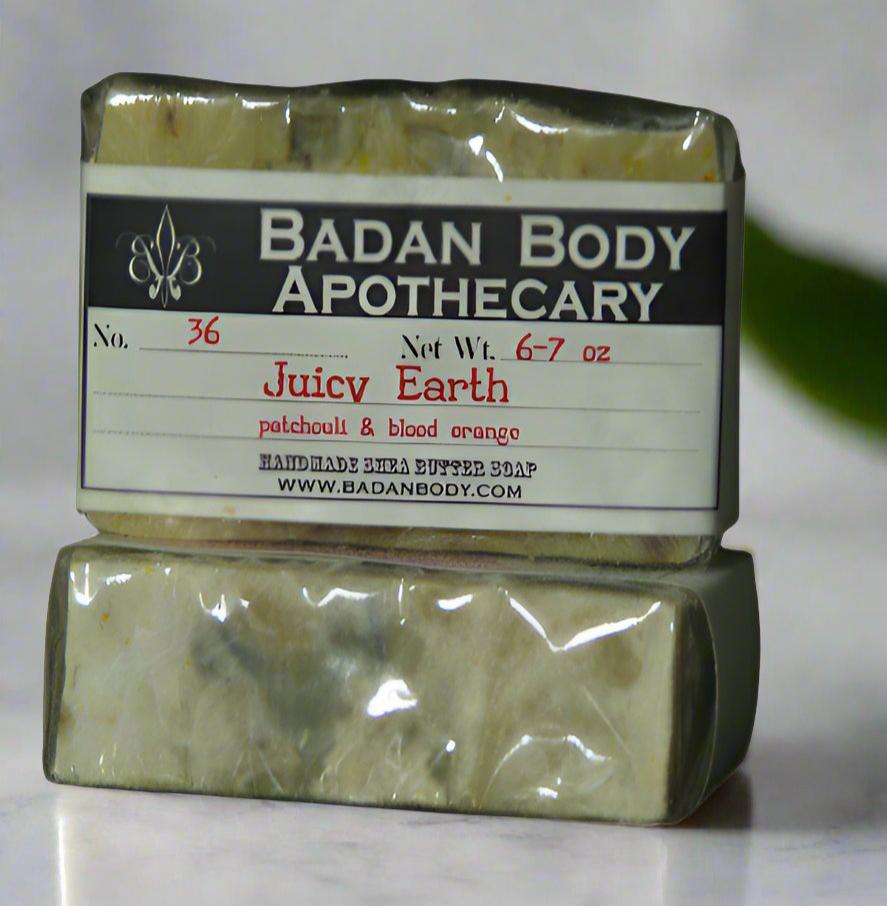 BADAN BODY
APOTHECARY
No. 36 Net Wt. 6-7 oz
Juicy Earth
patchouli & blood orange
HANDMADE SHEA BUTTER SOAP
WWW.BADANBODY.COM